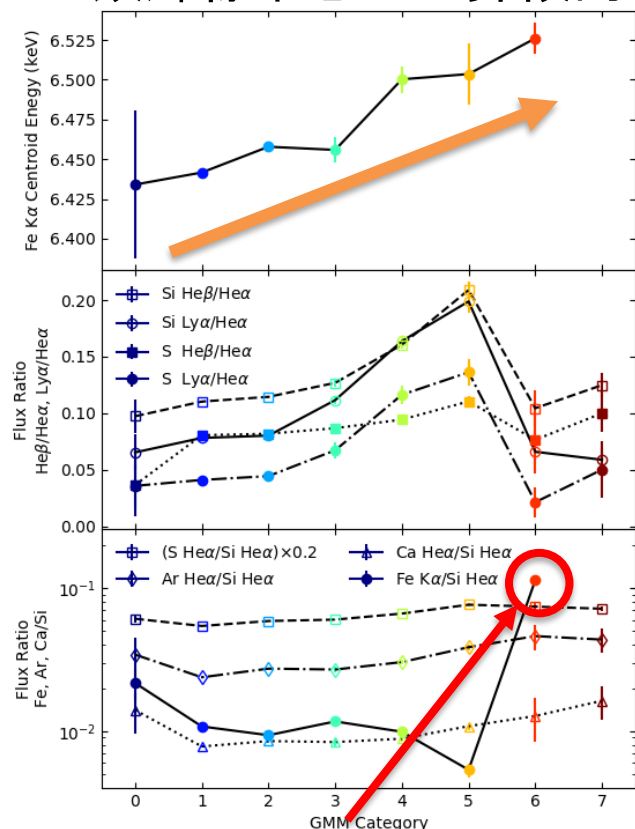 6.525
6.500
6.475
6.450
6.425
6.400
Fe Kα Centroid Enegy (keV)
0.20
0.15
0.10
0.05
0.00
Flux Ratio
Heβ/Heα, Lyα/Heα
Si Heβ/Heα
Si Lyα/Heα
S Heβ/Heα
S Lyα/Heα
10⁻¹
10⁻²
Flux Ratio
Fe, Ar, Ca/Si
(S Heα/Si Heα)×0.2
Ar Heα/Si Heα
Ca Heα/Si Heα
Fe Kα/Si Heα
0 1 2 3 4 5 6 7
GMM Category